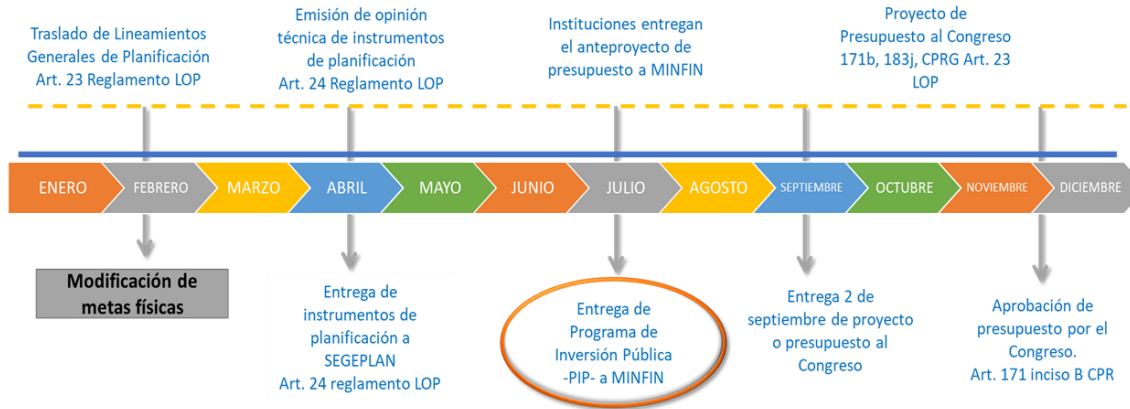 Traslado de Lineamientos
Generales de Planificación
Art. 23 Reglamento LOP
Emisión de opinión
técnica de instrumentos
de planificación
Art. 24 Reglamento LOP
Instituciones entregan
el anteproyecto de
presupuesto a MINFIN
Proyecto de
Presupuesto al Congreso
171b, 183j, CPRG Art. 23
LOP
ENERO
FEBRERO
MARZO
ABRIL
MAYO
JUNIO
JULIO
AGOSTO
SEPTIEMBRE
OCTUBRE
NOVIEMBRE
DICIEMBRE
Modificación de
metas físicas
Entrega de
instrumentos de
planificación a
SEGEPLAN
Art. 24 reglamento LOP
Entrega de
Programa de
Inversión Pública
-PIP- a MINFIN
Entrega 2 de
septiembre de proyecto
o presupuesto al
Congreso
Aprobación de
presupuesto por el
Congreso.
Art. 171 inciso B CPR